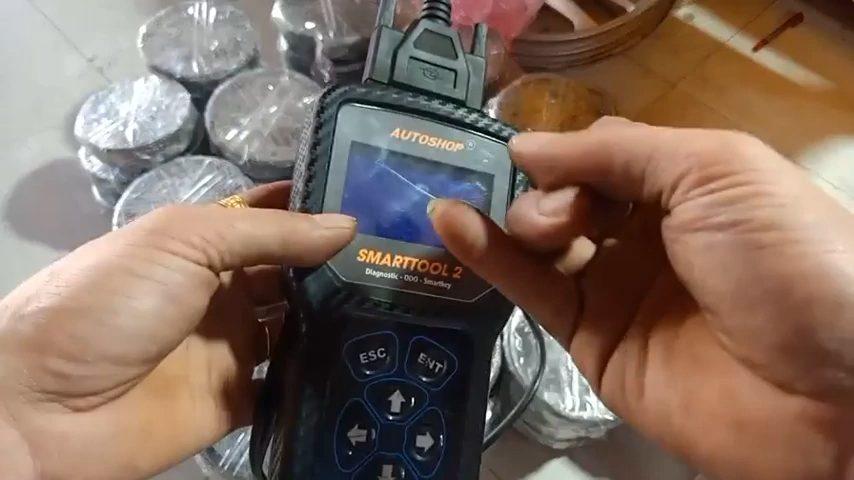 AUTOSHOP®
SMARTTOOL 2
Diagnostic - ODO - Smartkey
ESC
ENT